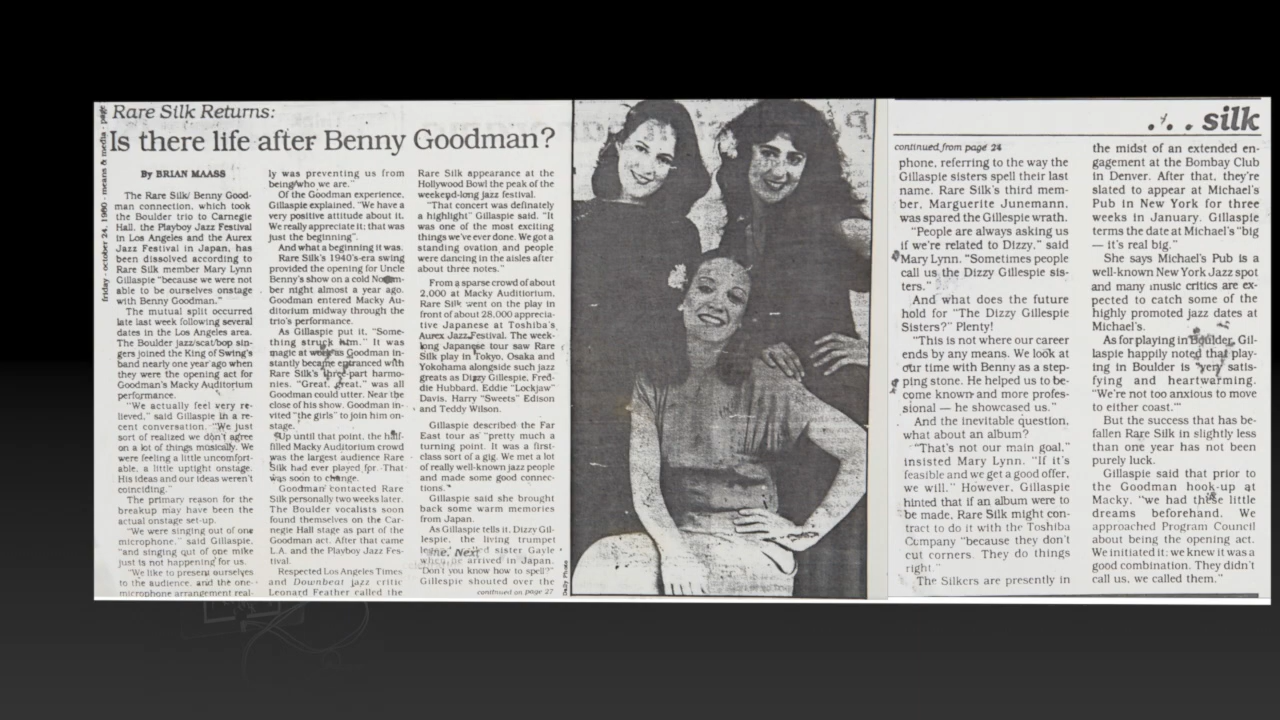 friday - october 24, 1980 - means & media - page
Rare Silk Returns:
Is there life after Benny Goodman?
By BRIAN MAASS
The Rare Silk/ Benny Good-
man connection, which took
the Boulder trio to Carnegie
Hall, the Playboy Jazz Festival
in Los Angeles and the Aurex
Jazz Festival in Japan, has
been dissolved according to
Rare Silk member Mary Lynn
Gillaspie "because we were not
able to be ourselves onstage
with Benny Goodman."
The mutual split occurred
late last week following several
dates in the Los Angeles area.
The Boulder jazz/scat/bop sin-
gers joined the King of Swing's
band nearly one year ago when
they were the opening act for
Goodman's Macky Auditorium
performance.
"We actually feel very re-
lieved," said Gillaspie in a re-
cent conversation. "We just
sort of realized we don't agree
on a lot of things musically. We
were feeling a little uncomfort-
able, a little uptight onstage.
His ideas and our ideas weren't
coinciding."
The primary reason for the
breakup may have been the
actual onstage set-up.
"We were singing out of one
microphone," said Gillaspie,
"and singing out of one mike
just is not happening for us.
"We like to present ourselves
to the audience, and the one-
microphone arrangement real-
ly was preventing us from
being who we are."
Of the Goodman experience,
Gillaspie explained, "We have a
very positive attitude about it.
We really appreciate it; that was
just the beginning".
And what a beginning it was.
Rare Silk's 1940's-era swing
provided the opening for Uncle
Benny's show on a cold Novem-
ber night almost a year ago.
Goodman entered Macky Au-
ditorium midway through the
trio's performance.
As Gillaspie put it, "Some-
thing struck him." It was
magic at work as Goodman in-
stantly became entranced with
Rare Silk's three-part harmo-
nies. "Great, great," was all
Goodman could utter. Near the
close of his show. Goodman in-
vited "the girls" to join him on-
stage.
Up until that point, the half-
filled Macky Auditorium crowd
was the largest audience Rare
Silk had ever played for. That
was soon to change.
Goodman contacted Rare
Silk personally two weeks later.
The Boulder vocalists soon
found themselves on the Car-
negie Hall stage as part of the
Goodman act. After that came
L.A. and the Playboy Jazz Fes-
tival.
Respected Los Angeles Times
and Downbeat jazz critic
Leonard Feather called the
Rare Silk appearance at the
Hollywood Bowl the peak of the
weekend-long jazz festival.
"That concert was definately
a highlight" Gillaspie said. "It
was one of the most exciting
things we've ever done. We got a
standing ovation and people
were dancing in the aisles after
about three notes."
From a sparse crowd of about
2,000 at Macky Auditorium,
Rare Silk went on the play in
front of about 28,000 apprecia-
tive Japanese at Toshiba's
Aurex Jazz Festival. The week-
long Japanese tour saw Rare
Silk play in Tokyo, Osaka and
Yokohama alongside such jazz
greats as Dizzy Gillespie, Fred-
die Hubbard, Eddie "Lockjaw"
Davis, Harry "Sweets" Edison
and Teddy Wilson.
Gillaspie described the Far
East tour as "pretty much a
turning point. It was a first-
class sort of a gig. We met a lot
of really well-known jazz people
and made some good connec-
tions."
Gillaspie said she brought
back some warm memories
from Japan.
As Gillaspie tells it, Dizzy Gil-
lespie, the living trumpet
called sister Gayle
when he arrived in Japan.
"Don't you know how to spell?"
Gillespie shouted over the
continued on page 27
Daily Photo
. . . silk
continued from page 24
phone, referring to the way the
Gillaspie sisters spell their last
name. Rare Silk's third mem-
ber, Marguerite Junemann,
was spared the Gillespie wrath.
"People are always asking us
if we're related to Dizzy," said
Mary Lynn. "Sometimes people
call us the Dizzy Gillespie sis-
ters."
And what does the future
hold for "The Dizzy Gillespie
Sisters?" Plenty!
"This is not where our career
ends by any means. We look at
our time with Benny as a step-
ping stone. He helped us to be-
come known and more profes-
sional — he showcased us."
And the inevitable question,
what about an album?
"That's not our main goal,"
insisted Mary Lynn. "If it's
feasible and we get a good offer,
we will." However, Gillaspie
hinted that if an album were to
be made, Rare Silk might con-
tract to do it with the Toshiba
Company "because they don't
cut corners. They do things
right."
The Silkers are presently in
the midst of an extended en-
gagement at the Bombay Club
in Denver. After that, they're
slated to appear at Michael's
Pub in New York for three
weeks in January. Gillaspie
terms the date at Michael's "big
— it's real big."
She says Michael's Pub is a
well-known New York Jazz spot
and many music critics are ex-
pected to catch some of the
highly promoted jazz dates at
Michael's.
As for playing in Boulder, Gil-
laspie happily noted that play-
ing in Boulder is "very satis-
fying and heartwarming.
"We're not too anxious to move
to either coast.'"
But the success that has be-
fallen Rare Silk in slightly less
than one year has not been
purely luck.
Gillaspie said that prior to
the Goodman hook-up at
Macky, "we had these little
dreams beforehand. We
approached Program Council
about being the opening act.
We initiated it; we knew it was a
good combination. They didn't
call us, we called them."